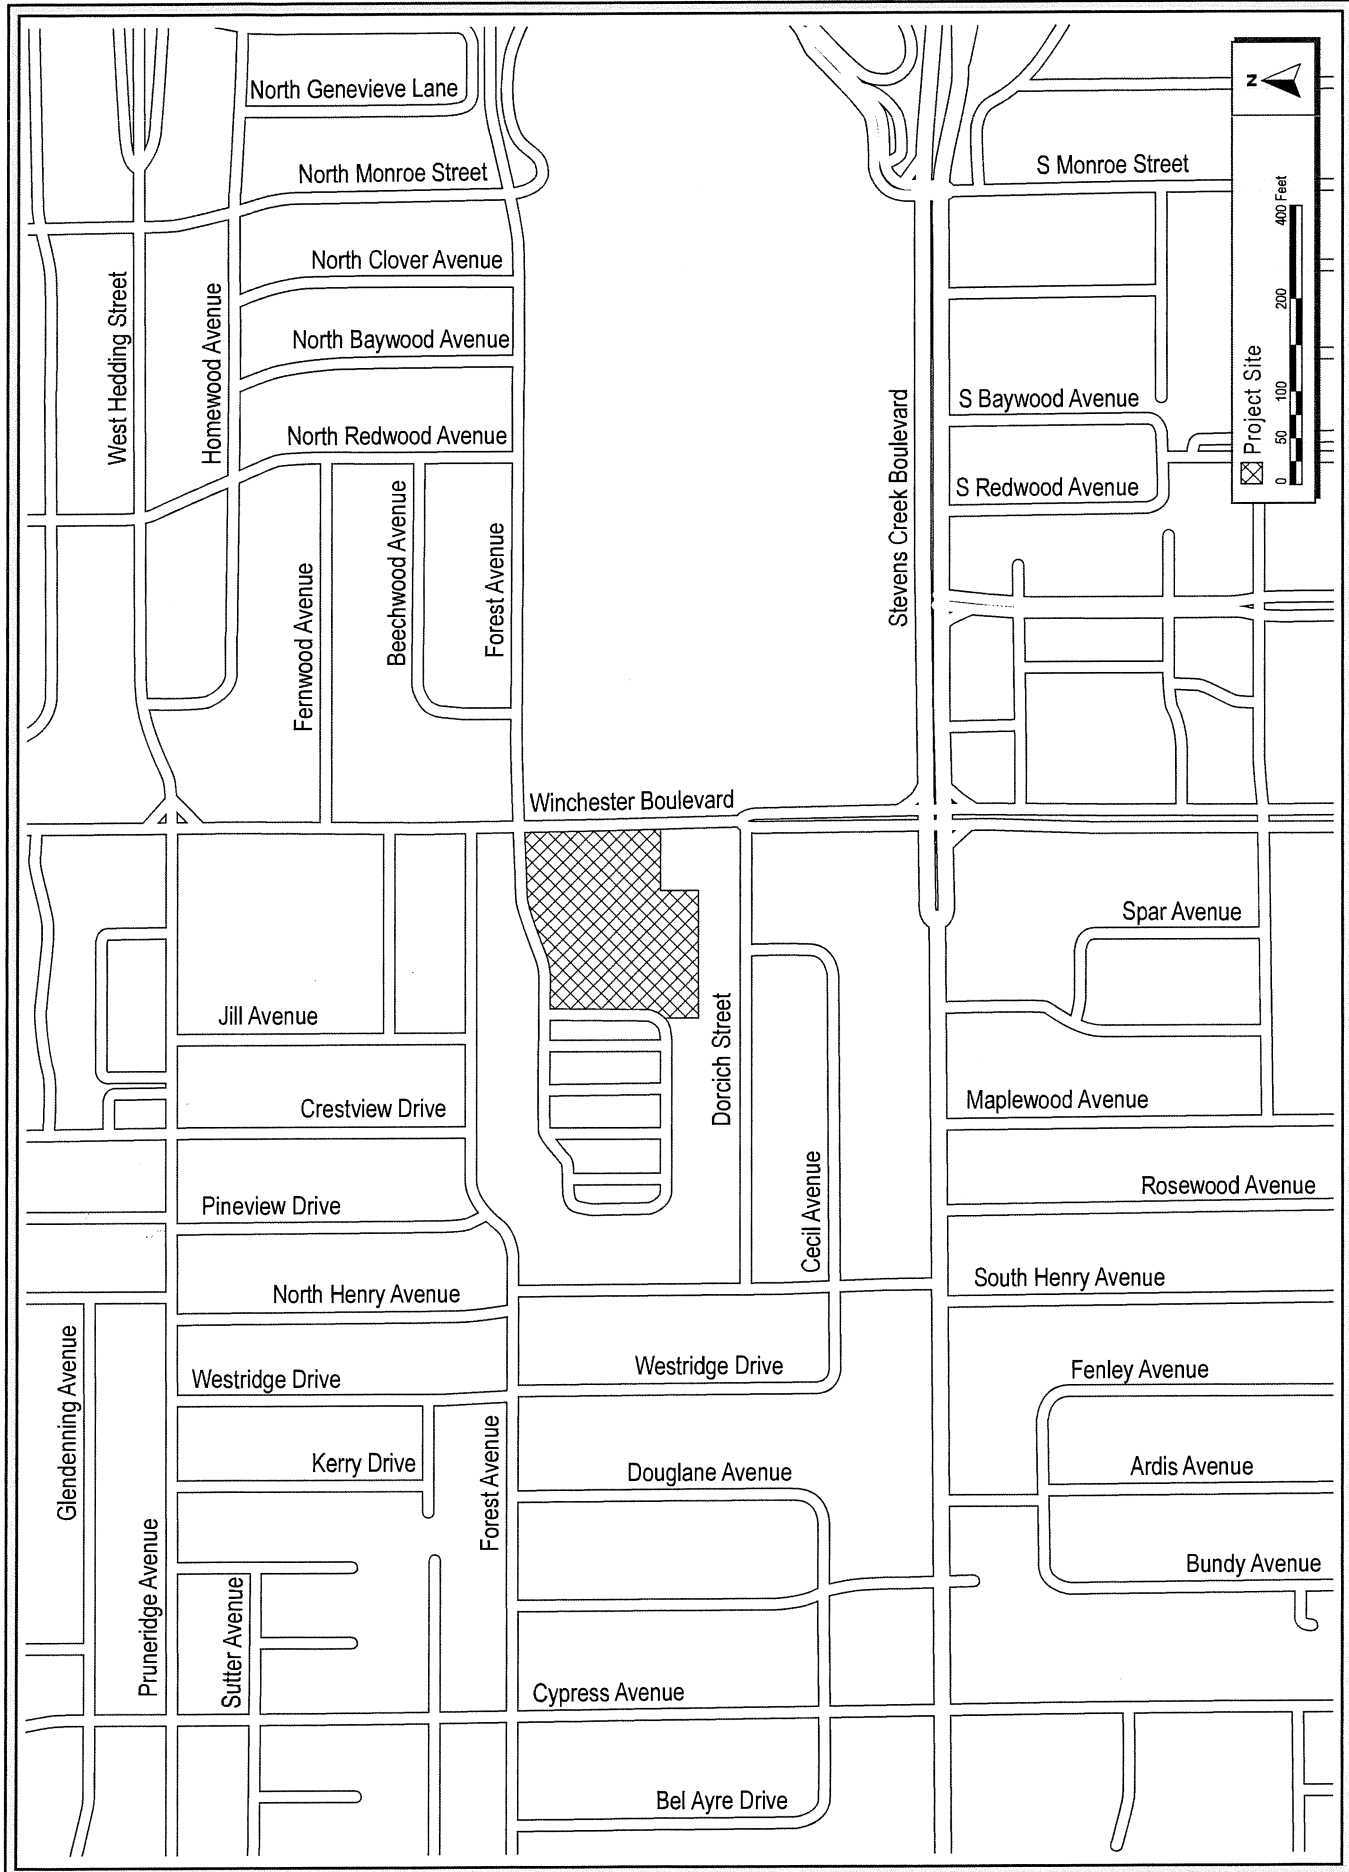 North Genevieve Lane
North Monroe Street
S Monroe Street
N
North Clover Avenue
West Hedding Street
Homewood Avenue
North Baywood Avenue
North Redwood Avenue
Stevens Creek Boulevard
S Baywood Avenue
S Redwood Avenue
Project Site
0 50 100 200 400 Feet
Fernwood Avenue
Beechwood Avenue
Forest Avenue
Winchester Boulevard
Spar Avenue
Jill Avenue
Dorcich Street
Crestview Drive
Maplewood Avenue
Pineview Drive
Cecil Avenue
Rosewood Avenue
North Henry Avenue
South Henry Avenue
Glendenning Avenue
Westridge Drive
Westridge Drive
Fenley Avenue
Kerry Drive
Forest Avenue
Douglane Avenue
Ardis Avenue
Pruneridge Avenue
Sutter Avenue
Bundy Avenue
Cypress Avenue
Bel Ayre Drive